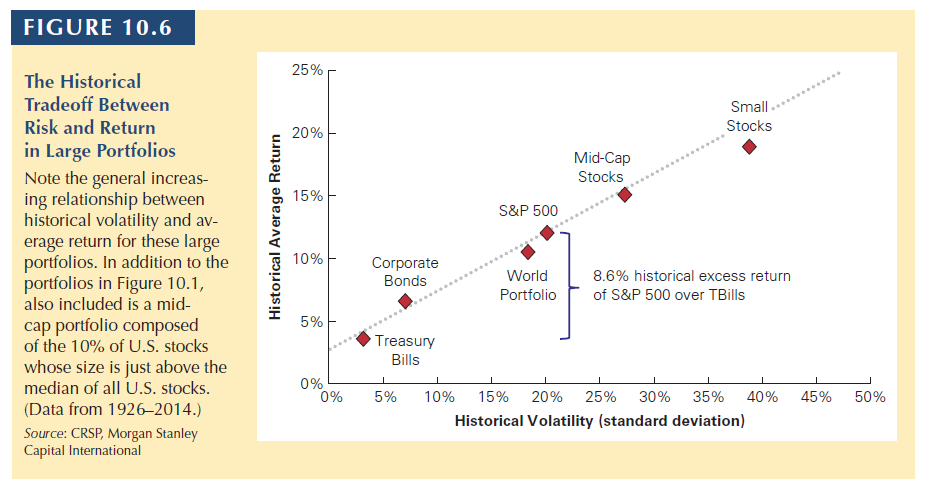 FIGURE 10.6
The Historical
Tradeoff Between
Risk and Return
in Large Portfolios
Note the general increas-
ing relationship between
historical volatility and av-
erage return for these large
portfolios. In addition to the
portfolios in Figure 10.1,
also included is a mid-
cap portfolio composed
of the 10% of U.S. stocks
whose size is just above the
median of all U.S. stocks.
(Data from 1926–2014.)
Source: CRSP, Morgan Stanley
Capital International
Historical Average Return
25%
20%
15%
10%
5%
0%
Small
Stocks
Mid-Cap
Stocks
S&P 500
World
Portfolio
Corporate
Bonds
Treasury
Bills
8.6% historical excess return
of S&P 500 over TBills
0% 5% 10% 15% 20% 25% 30% 35% 40% 45% 50%
Historical Volatility (standard deviation)